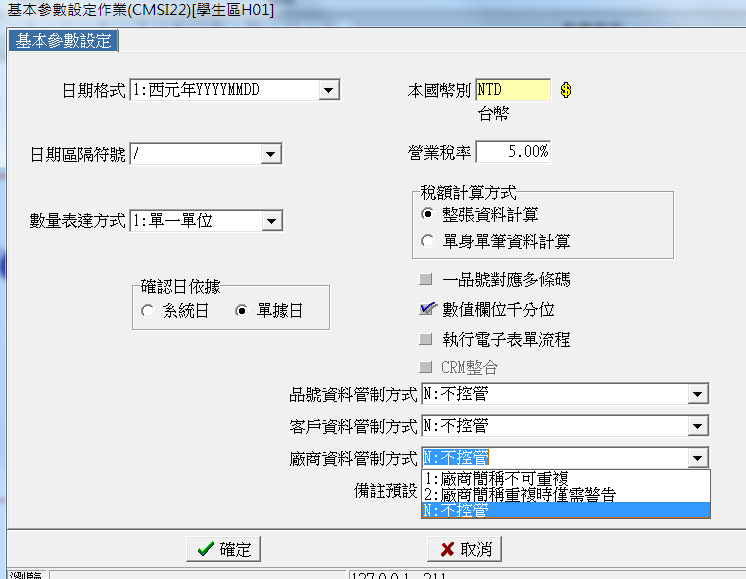 基本參數設定作業(CMSI22)[學生區H01]
基本參數設定
日期格式 1:西元年YYYYMMDD
本國幣別 NTD
台幣
日期區隔符號 /
營業稅率 5.00%
數量表達方式 1:單一單位
稅額計算方式
整張資料計算
單身單筆資料計算
確認日依據
系統日 單據日
一品號對應多條碼
數值欄位千分位
執行電子表單流程
CRM整合
品號資料管制方式 N:不控管
客戶資料管制方式 N:不控管
廠商資料管制方式 N:不控管
備註預設
1:廠商簡稱不可重複
2:廠商簡稱重複時僅需警告
N:不控管
確定 取消